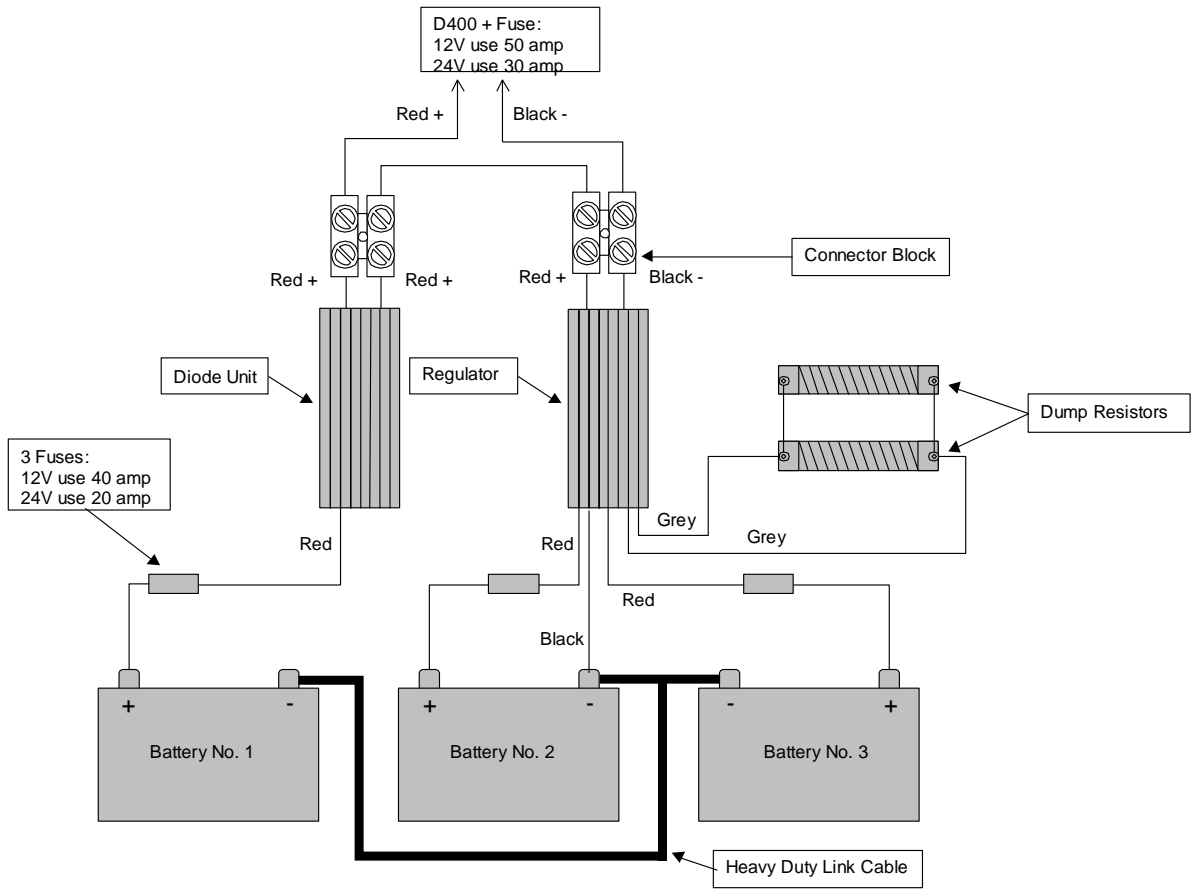 D400 + Fuse:
12V use 50 amp
24V use 30 amp
Red +
Black -
Connector Block
Red +
Red +
Red +
Black -
Diode Unit
Regulator
Dump Resistors
3 Fuses:
12V use 40 amp
24V use 20 amp
Grey
Grey
Red
Red
Red
Black
+
-
+
-
-
+
Battery No. 1
Battery No. 2
Battery No. 3
Heavy Duty Link Cable